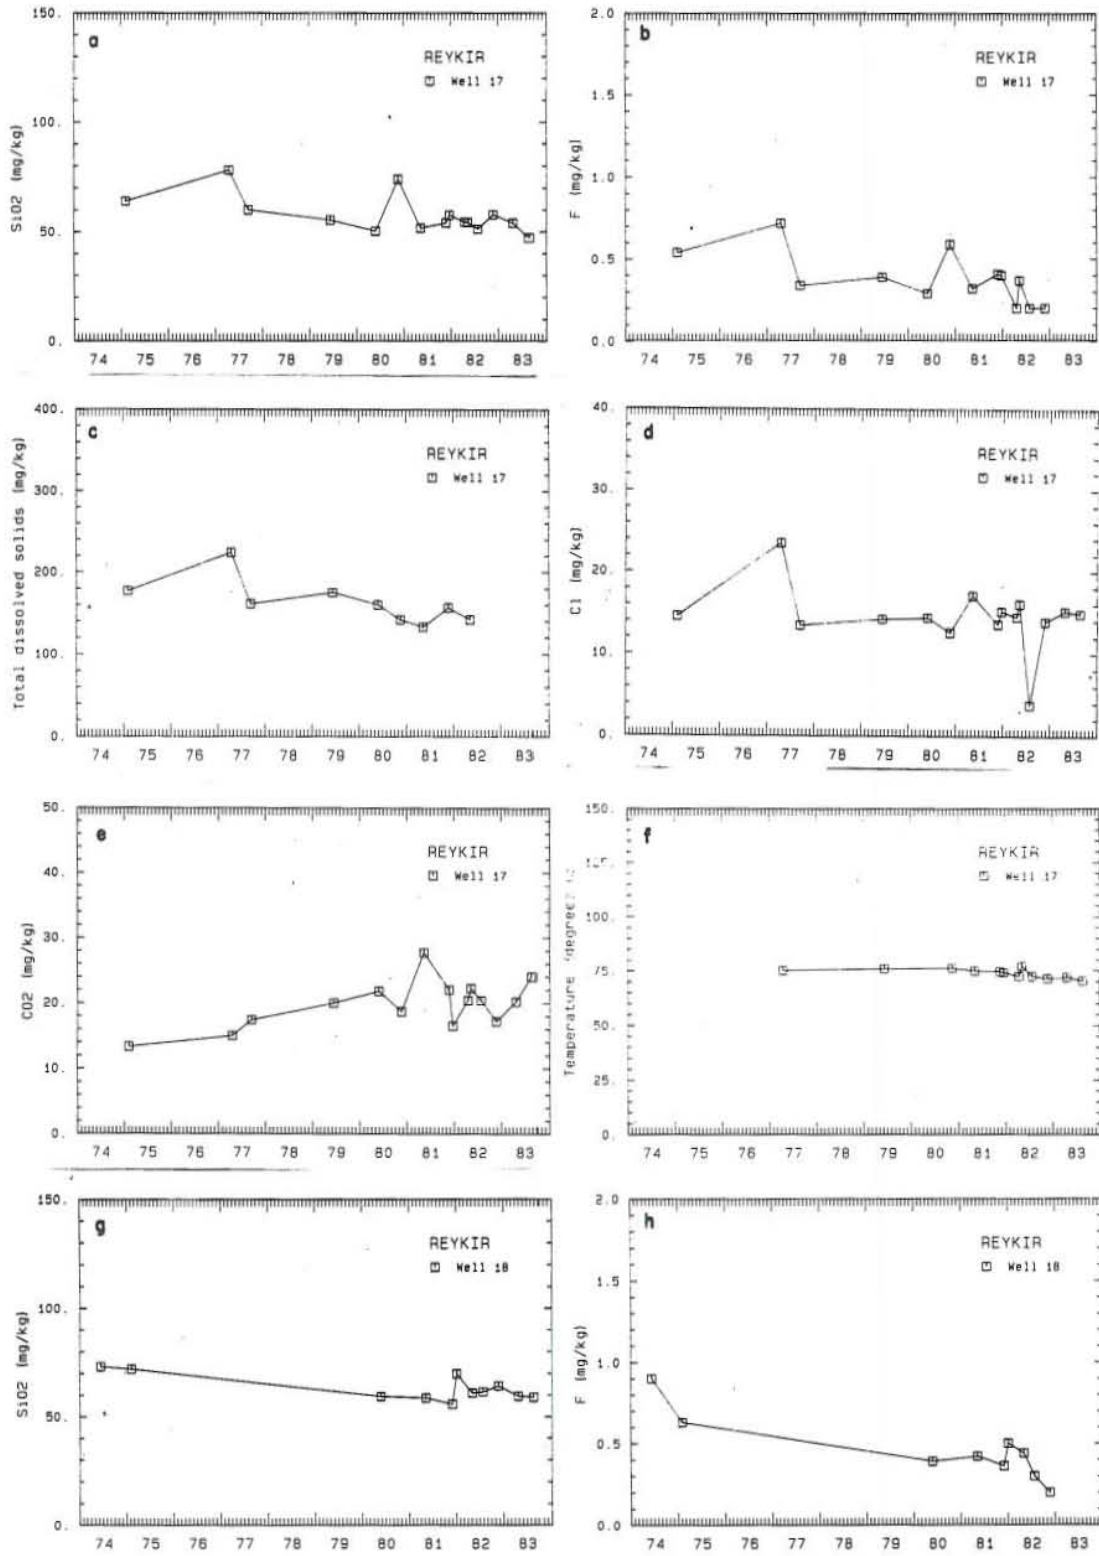 a
REYKIR
Well 17
SiO2 (mg/kg)
150.
100.
50.
0.
74 75 76 77 78 79 80 81 82 83
b
REYKIR
Well 17
F (mg/kg)
2.0
1.5
1.0
0.5
0.0
74 75 76 77 78 79 80 81 82 83
c
REYKIR
Well 17
Total dissolved solids (mg/kg)
400.
300.
200.
100.
0.
74 75 76 77 78 79 80 81 82 83
d
REYKIR
Well 17
Cl (mg/kg)
40.
30.
20.
10.
0.
74 75 76 77 78 79 80 81 82 83
e
REYKIR
Well 17
CO2 (mg/kg)
50.
40.
30.
20.
10.
0.
74 75 76 77 78 79 80 81 82 83
f
REYKIR
Well 17
Temperature
150.
100.
75.
50.
25.
0.
74 75 76 77 78 79 80 81 82 83
g
REYKIR
Well 18
SiO2 (mg/kg)
150.
100.
50.
0.
74 75 76 77 78 79 80 81 82 83
h
REYKIR
Well 18
F (mg/kg)
2.0
1.5
1.0
0.5
0.0
74 75 76 77 78 79 80 81 82 83